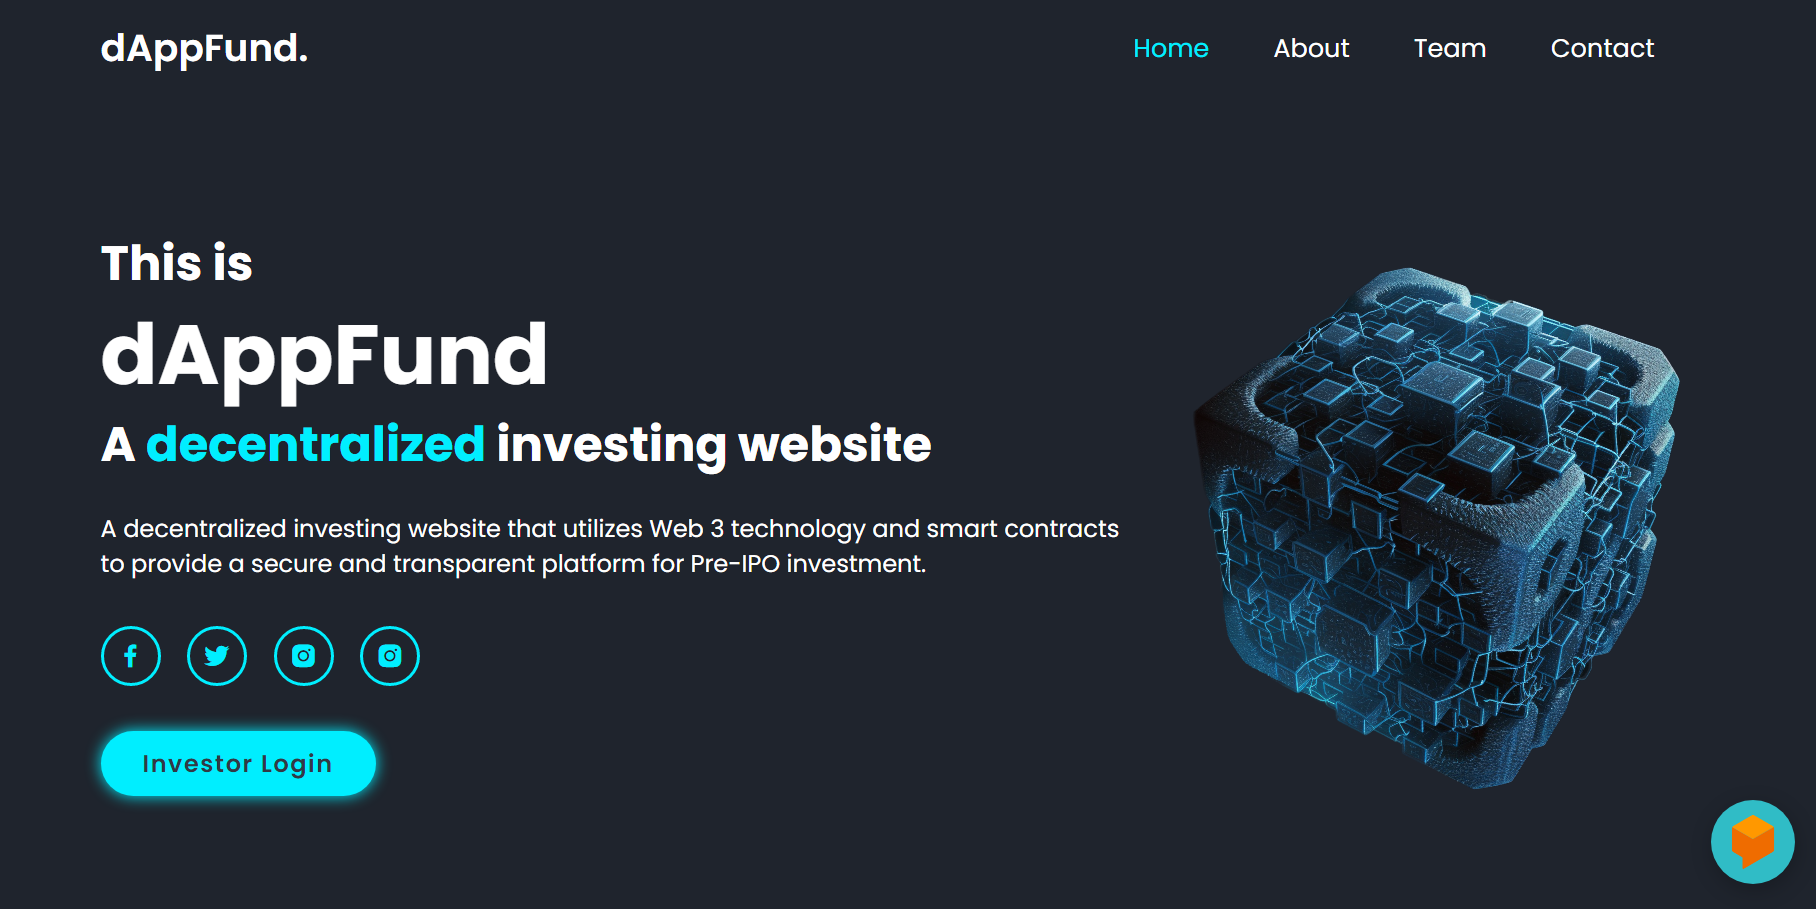 dAppFund.
Home About Team Contact
This is
dAppFund
A decentralized investing website
A decentralized investing website that utilizes Web 3 technology and smart contracts
to provide a secure and transparent platform for Pre-IPO investment.
Investor Login